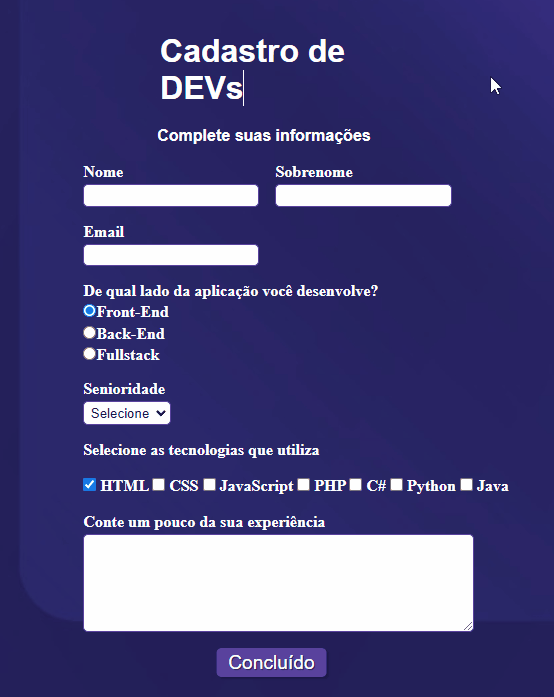 Cadastro de
DEVs
Complete suas informações
Nome Sobrenome
Email
De qual lado da aplicação você desenvolve?
Front-End
Back-End
Fullstack
Senioridade
Selecione
Selecione as tecnologias que utiliza
HTML CSS JavaScript PHP C# Python Java
Conte um pouco da sua experiência
Concluído